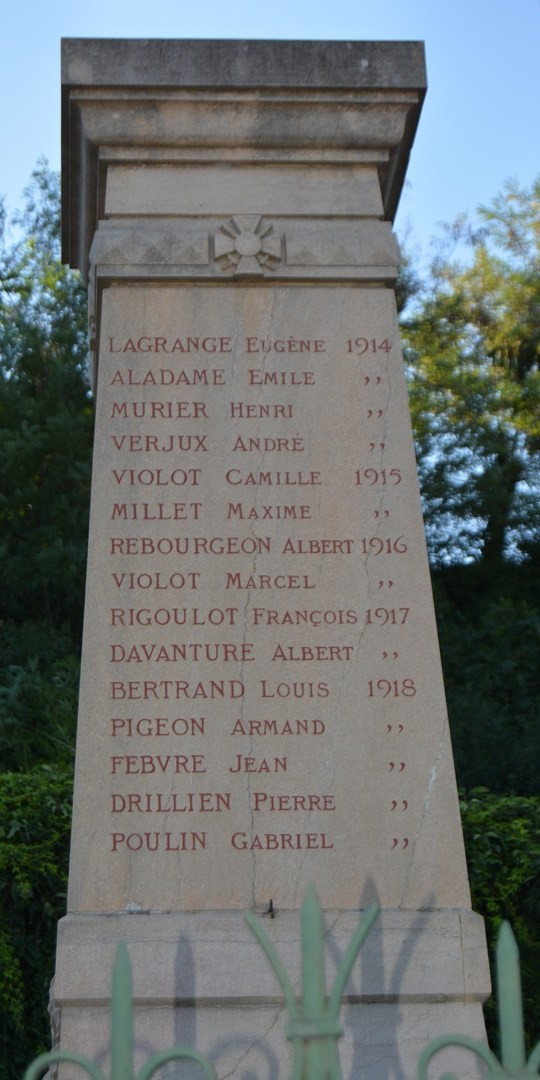 LAGRANGE EUGÈNE 1914
ALADAME EMILE ,,
MURIER HENRI ,,
VERJUX ANDRÉ ,,
VIOLOT CAMILLE 1915
MILLET MAXIME ,,
REBOURGEON ALBERT 1916
VIOLOT MARCEL ,,
RIGOULOT FRANÇOIS 1917
DAVANTURE ALBERT ,,
BERTRAND LOUIS 1918
PIGEON ARMAND ,,
FEBVRE JEAN ,,
DRILLIEN PIERRE ,,
POULIN GABRIEL ,,